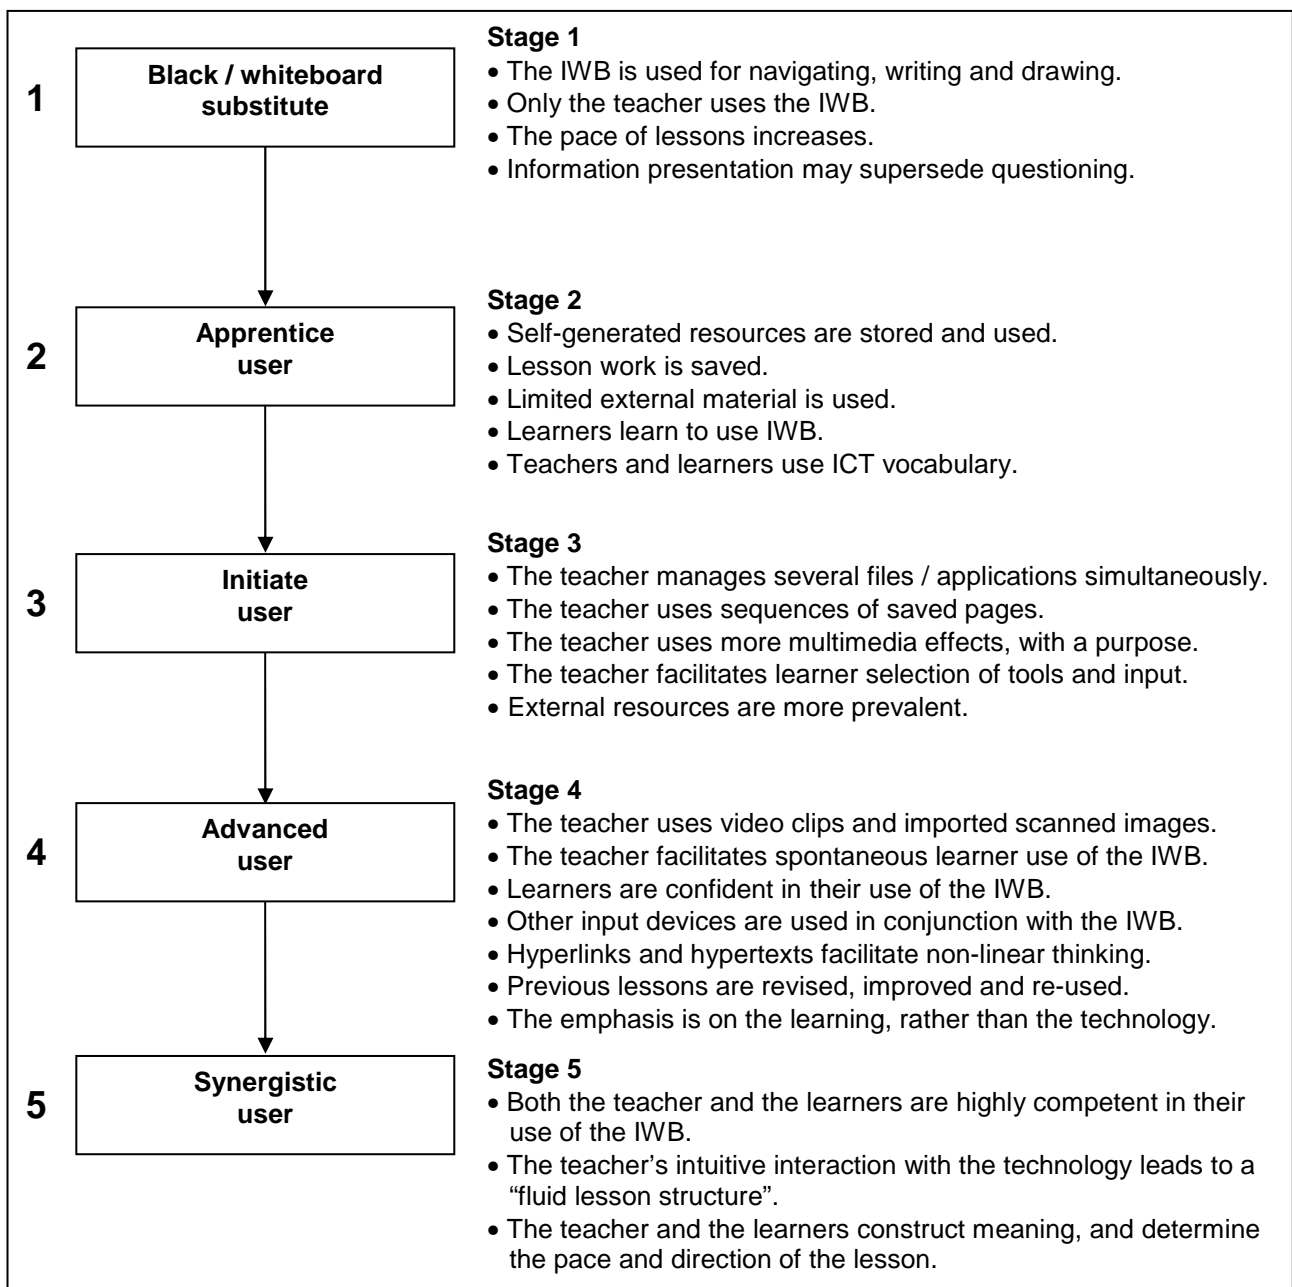 1
Black / whiteboard
substitute
Stage 1
• The IWB is used for navigating, writing and drawing.
• Only the teacher uses the IWB.
• The pace of lessons increases.
• Information presentation may supersede questioning.
2
Apprentice
user
Stage 2
• Self-generated resources are stored and used.
• Lesson work is saved.
• Limited external material is used.
• Learners learn to use IWB.
• Teachers and learners use ICT vocabulary.
3
Initiate
user
Stage 3
• The teacher manages several files / applications simultaneously.
• The teacher uses sequences of saved pages.
• The teacher uses more multimedia effects, with a purpose.
• The teacher facilitates learner selection of tools and input.
• External resources are more prevalent.
4
Advanced
user
Stage 4
• The teacher uses video clips and imported scanned images.
• The teacher facilitates spontaneous learner use of the IWB.
• Learners are confident in their use of the IWB.
• Other input devices are used in conjunction with the IWB.
• Hyperlinks and hypertexts facilitate non-linear thinking.
• Previous lessons are revised, improved and re-used.
• The emphasis is on the learning, rather than the technology.
5
Synergistic
user
Stage 5
• Both the teacher and the learners are highly competent in their
use of the IWB.
• The teacher’s intuitive interaction with the technology leads to a
“fluid lesson structure”.
• The teacher and the learners construct meaning, and determine
the pace and direction of the lesson.